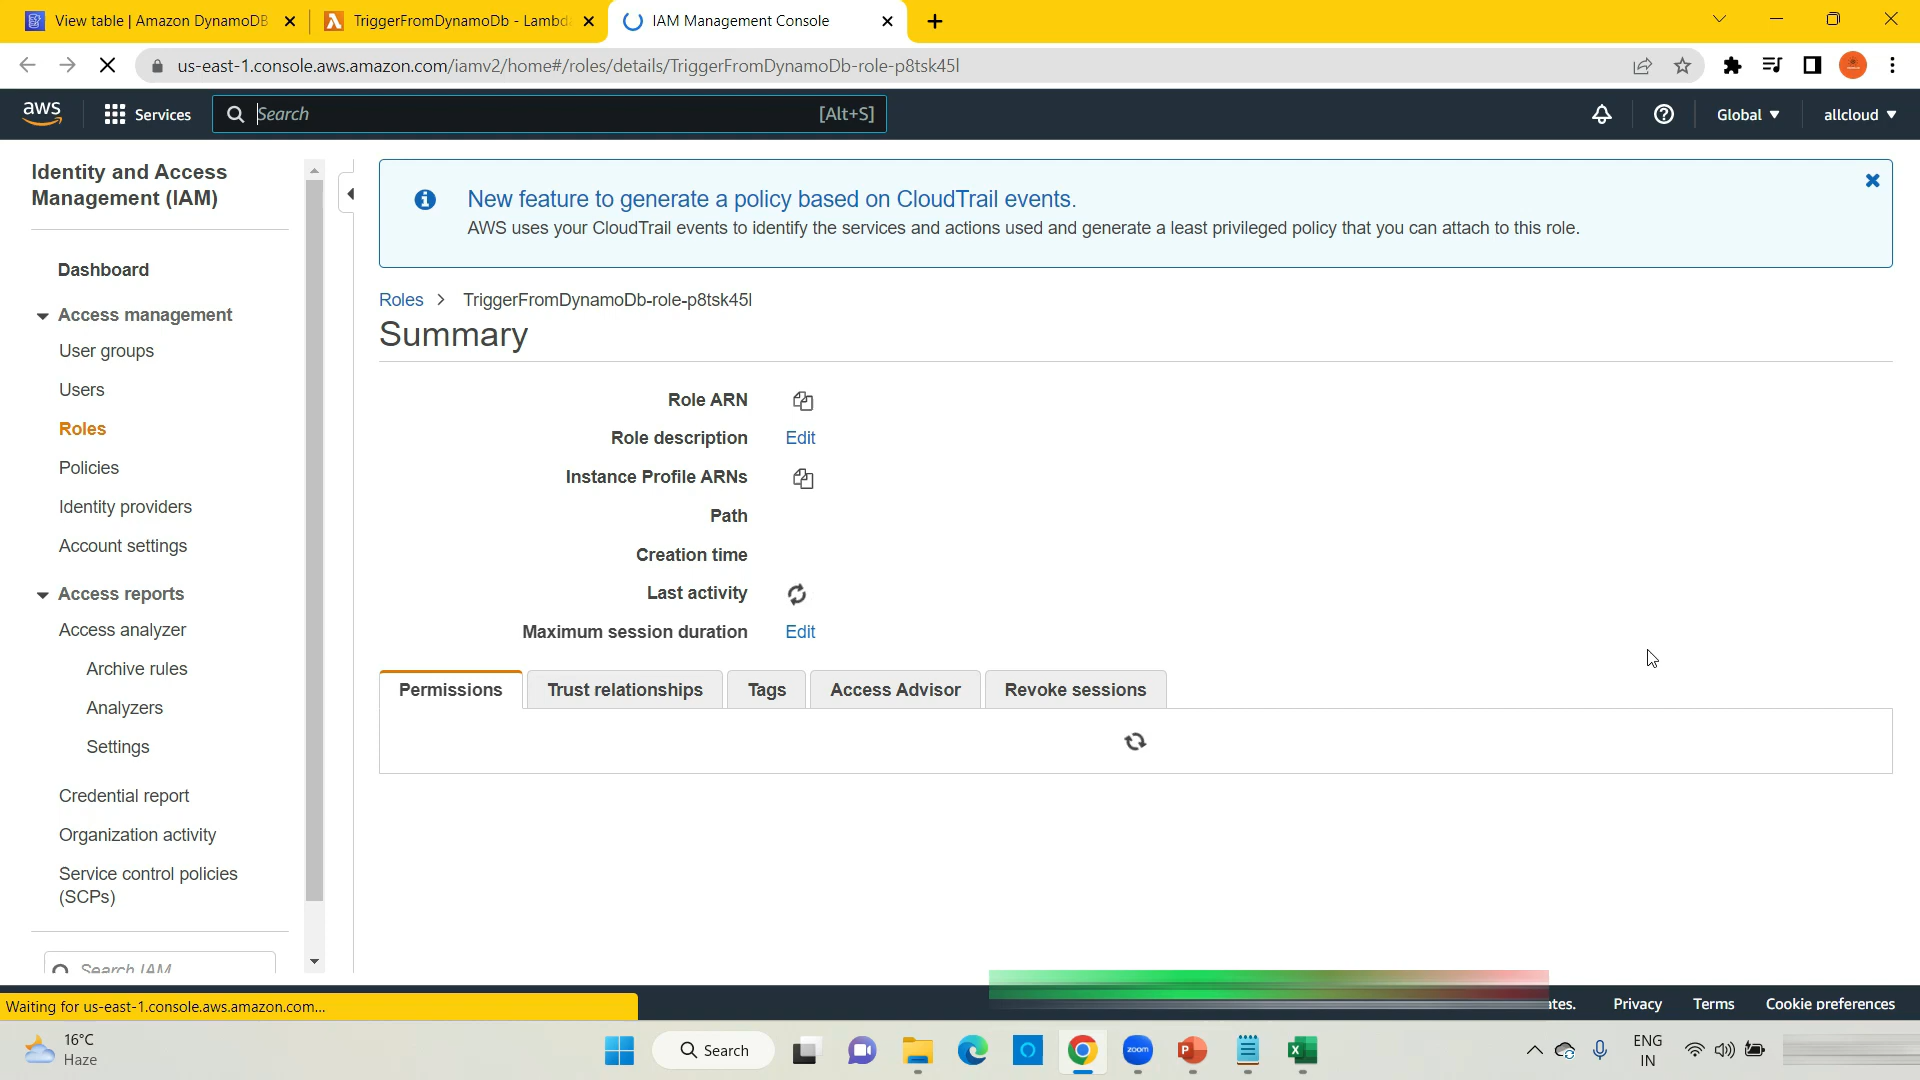 View table | Amazon DynamoDB
TriggerFromDynamoDb - Lambd
IAM Management Console
us-east-1.console.aws.amazon.com/iamv2/home#/roles/details/TriggerFromDynamoDb-role-p8tsk45l
aws
Services
Search
[Alt+S]
Global
allcloud
Identity and Access
Management (IAM)
Dashboard
Access management
User groups
Users
Roles
Policies
Identity providers
Account settings
Access reports
Access analyzer
Archive rules
Analyzers
Settings
Credential report
Organization activity
Service control policies
(SCPs)
Search IAM
New feature to generate a policy based on CloudTrail events.
AWS uses your CloudTrail events to identify the services and actions used and generate a least privileged policy that you can attach to this role.
Roles > TriggerFromDynamoDb-role-p8tsk45l
Summary
Role ARN
Role description Edit
Instance Profile ARNs
Path
Creation time
Last activity
Maximum session duration Edit
Permissions
Trust relationships
Tags
Access Advisor
Revoke sessions
Waiting for us-east-1.console.aws.amazon.com...
ates.
Privacy
Terms
Cookie preferences
16°C
Haze
Search
zoom
ENG
IN